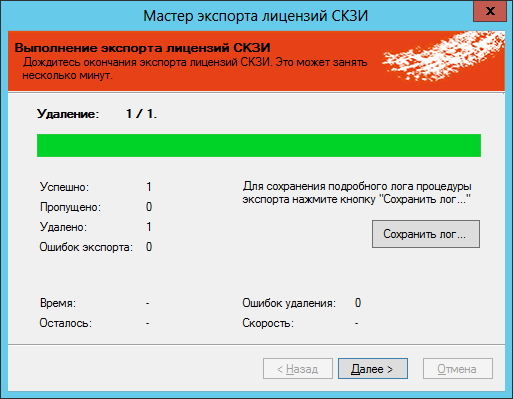 Мастер экспорта лицензий СКЗИ
x
Выполнение экспорта лицензий СКЗИ
Дождитесь окончания экспорта лицензий СКЗИ. Это может занять
несколько минут.
Удаление: 1 / 1.
Успешно: 1
Пропущено: 0
Удалено: 1
Ошибок экспорта: 0
Для сохранения подробного лога процедуры
экспорта нажмите кнопку "Сохранить лог..."
Сохранить лог...
Время: - Ошибок удаления: 0
Осталось: - Скорость: -
< Назад Далее > Отмена